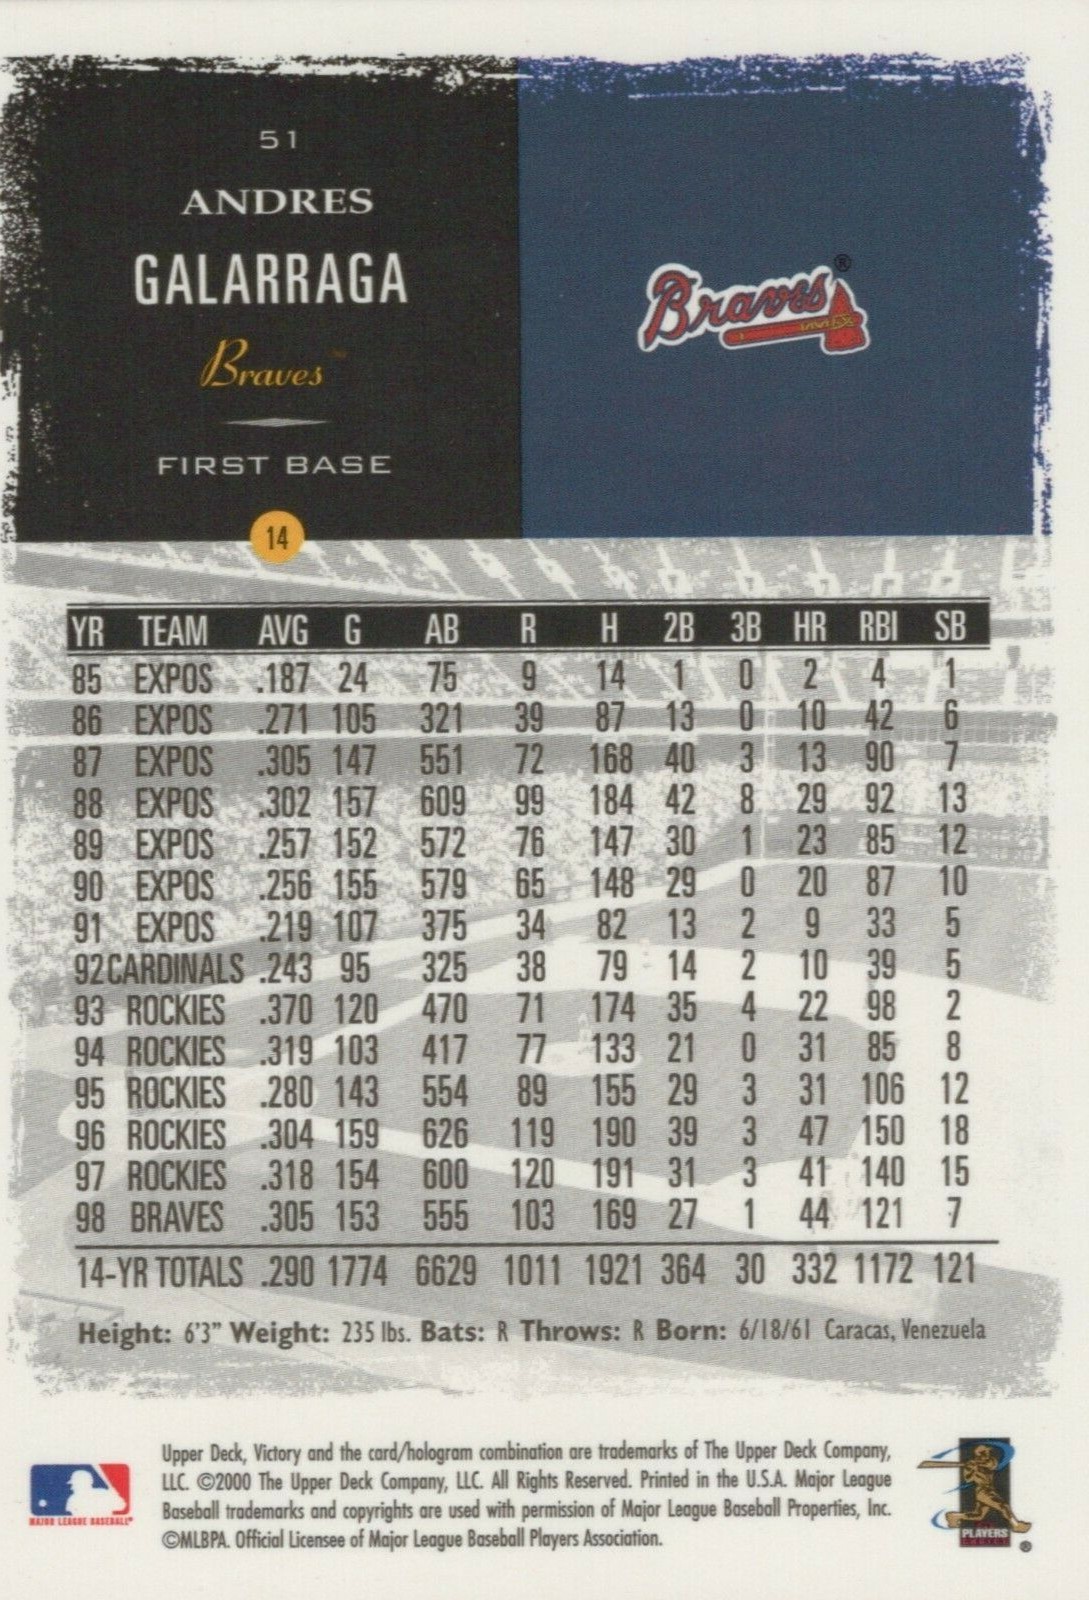 51
ANDRES
GALARRAGA
Braves™
FIRST BASE
14
Braves®
YR TEAM AVG G AB R H 2B 3B HR RBI SB
85 EXPOS .187 24 75 9 14 1 0 2 4 1
86 EXPOS .271 105 321 39 87 13 0 10 42 6
87 EXPOS .305 147 551 72 168 40 3 13 90 7
88 EXPOS .302 157 609 99 184 42 8 29 92 13
89 EXPOS .257 152 572 76 147 30 1 23 85 12
90 EXPOS .256 155 579 65 148 29 0 20 87 10
91 EXPOS .219 107 375 34 82 13 2 9 33 5
92 CARDINALS .243 95 325 38 79 14 2 10 39 5
93 ROCKIES .370 120 470 71 174 35 4 22 98 2
94 ROCKIES .319 103 417 77 133 21 0 31 85 8
95 ROCKIES .280 143 554 89 155 29 3 31 106 12
96 ROCKIES .304 159 626 119 190 39 3 47 150 18
97 ROCKIES .318 154 600 120 191 31 3 41 140 15
98 BRAVES .305 153 555 103 169 27 1 44 121 7
14-YR TOTALS .290 1774 6629 1011 1921 364 30 332 1172 121
Height: 6'3" Weight: 235 lbs. Bats: R Throws: R Born: 6/18/61 Caracas, Venezuela
Upper Deck, Victory and the card/hologram combination are trademarks of The Upper Deck Company,
LLC. ©2000 The Upper Deck Company, LLC. All Rights Reserved. Printed in the U.S.A. Major League
Baseball trademarks and copyrights are used with permission of Major League Baseball Properties, Inc.
©MLBPA. Official Licensee of Major League Baseball Players Association.
MAJOR LEAGUE BASEBALL®
PLAYERS
CHOICE
®